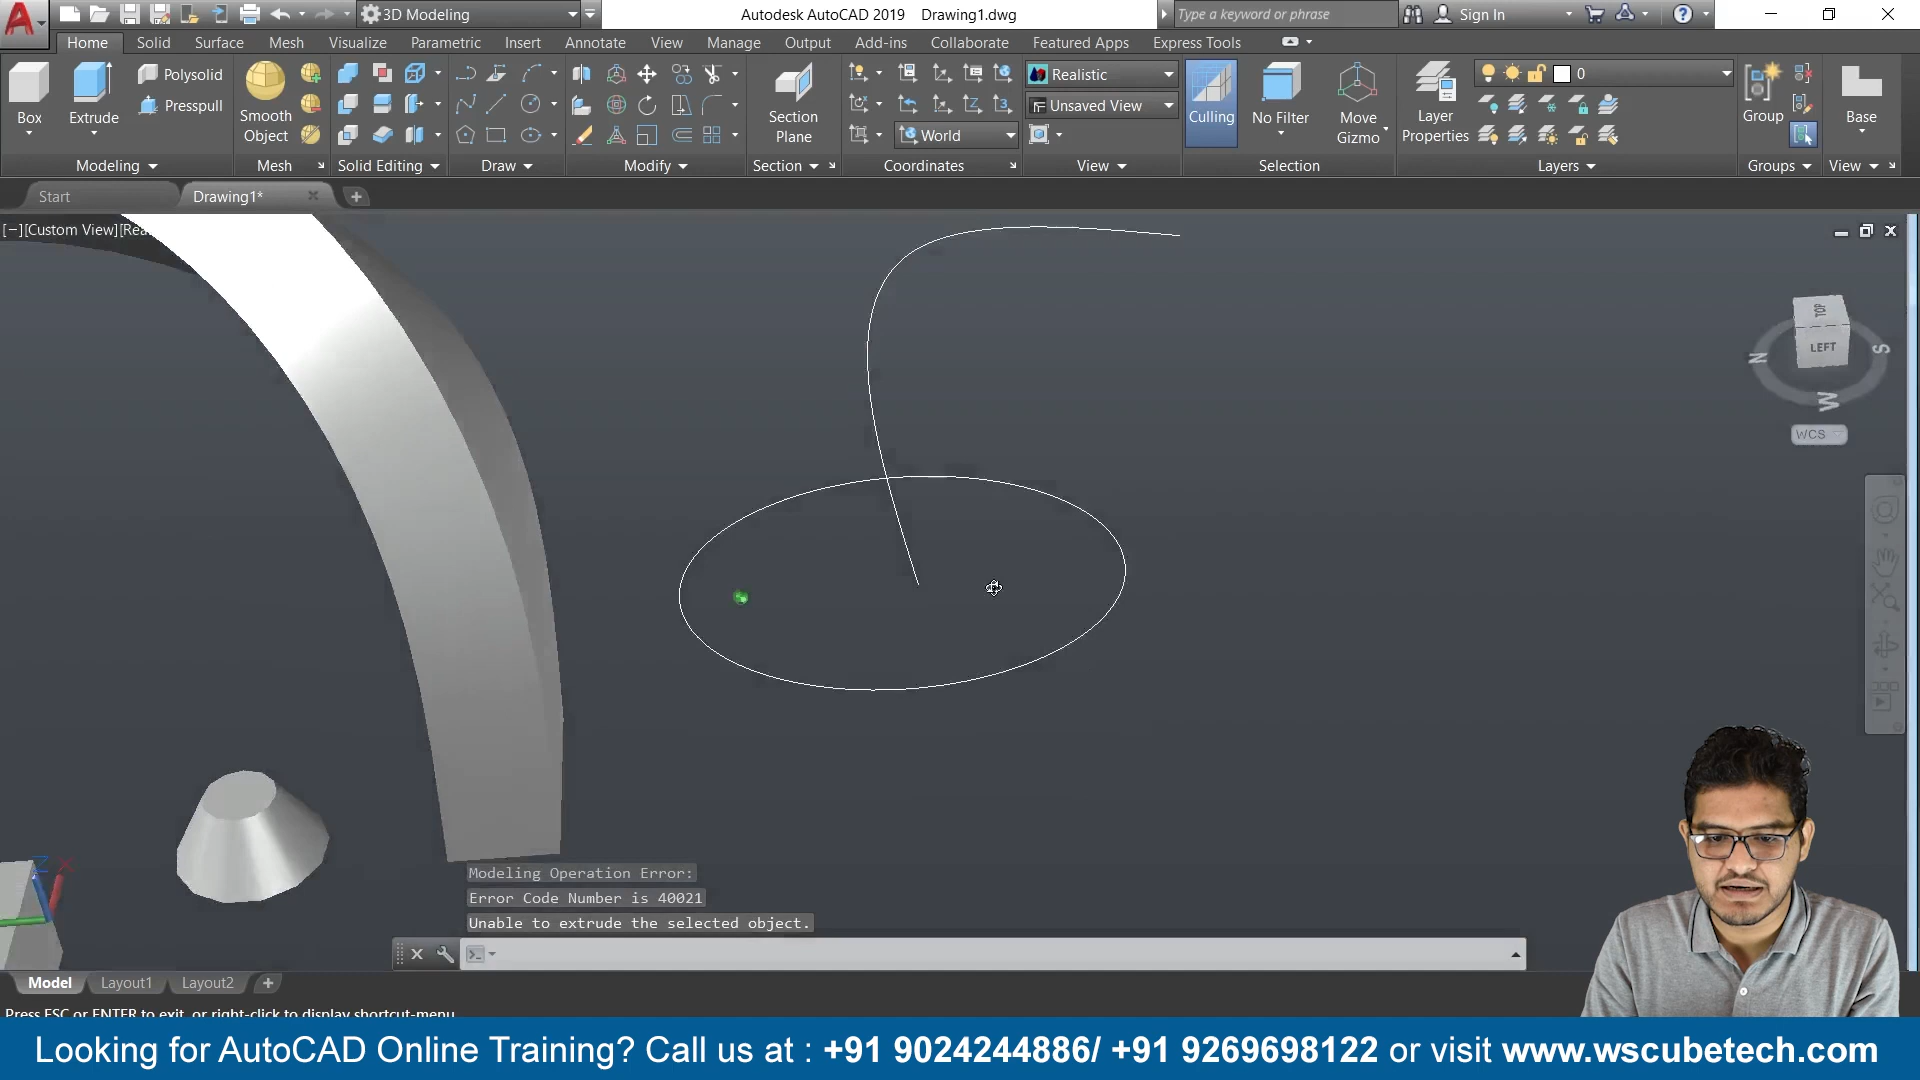 3D Modeling
Autodesk AutoCAD 2019 Drawing1.dwg
Type a keyword or phrase
Sign In
Home Solid Surface Mesh Visualize Parametric Insert Annotate View Manage Output Add-ins Collaborate Featured Apps Express Tools
Box
Extrude
Polysolid
Presspull
Smooth
Object
Section
Plane
World
Realistic
Unsaved View
Culling
No Filter
Move
Gizmo
Layer
Properties
0
Group
Base
Modeling Mesh Solid Editing Draw Modify Section Coordinates View Selection Layers Groups View
Start Drawing1*
[−][Custom View][Rea
TOP
LEFT
N
S
W
WCS
Z
X
Modeling Operation Error:
Error Code Number is 40021
Unable to extrude the selected object.
Model Layout1 Layout2
Press ESC or ENTER to exit, or right-click to display shortcut-menu.
Looking for AutoCAD Online Training? Call us at : +91 9024244886/ +91 9269698122 or visit www.wscubetech.com